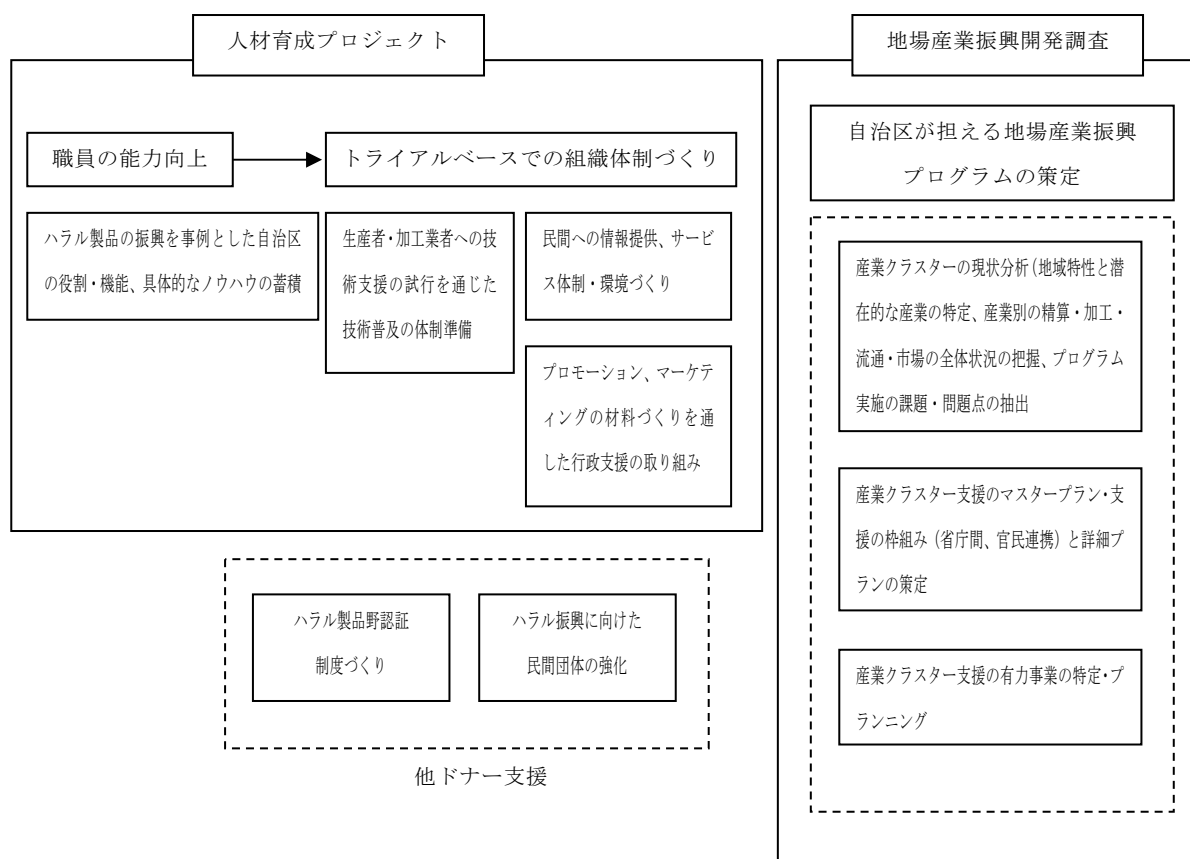 人材育成プロジェクト
職員の能力向上
トライアルベースでの組織体制づくり
ハラル製品の振興を事例とした自治区
の役割・機能、具体的なノウハウの蓄積
生産者・加工業者への技
術支援の試行を通じた
技術普及の体制準備
民間への情報提供、サービ
ス体制・環境づくり
プロモーション、マーケテ
ィングの材料づくりを通
した行政支援の取り組み
ハラル製品野認証
制度づくり
ハラル振興に向けた
民間団体の強化
他ドナー支援
地場産業振興開発調査
自治区が担える地場産業振興
プログラムの策定
産業クラスターの現状分析(地域特性と潜
在的な産業の特定、産業別の精算・加工・
流通・市場の全体状況の把握、プログラム
実施の課題・問題点の抽出
産業クラスター支援のマスタープラン・支
援の枠組み（省庁間、官民連携）と詳細プ
ランの策定
産業クラスター支援の有力事業の特定・プ
ランニング